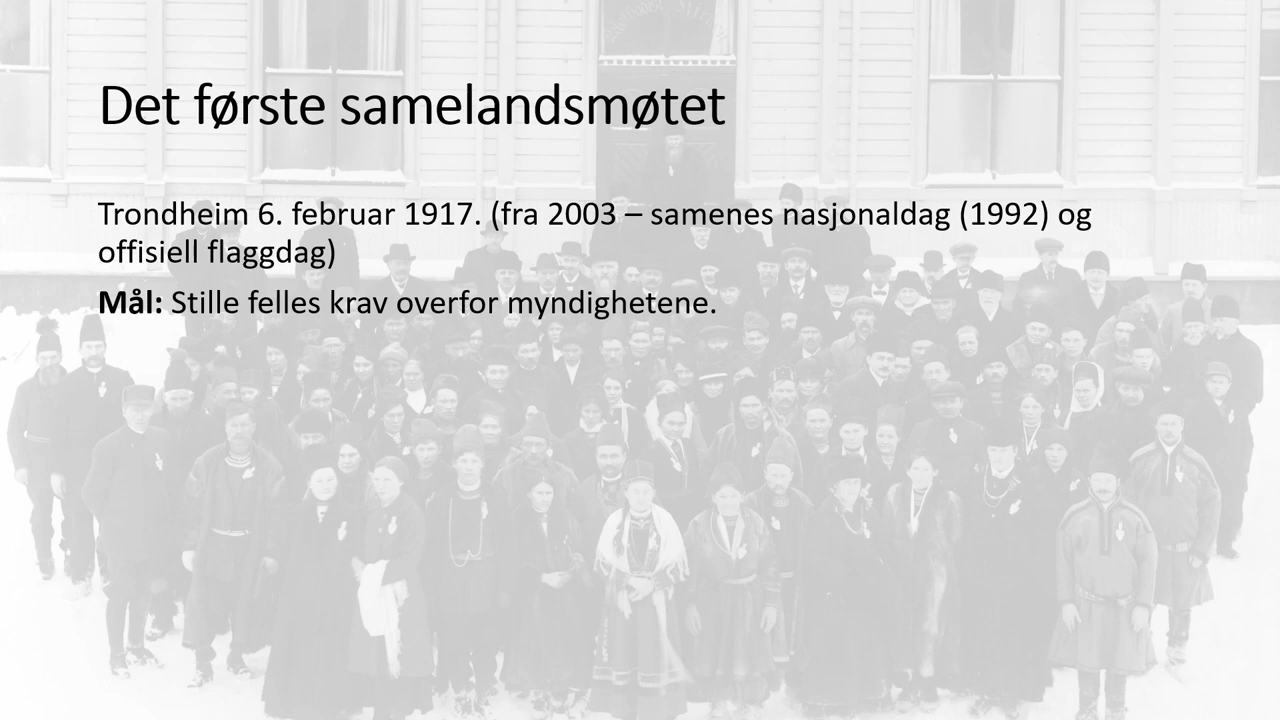 Det første samelandsmøtet
Trondheim 6. februar 1917. (fra 2003 – samenes nasjonaldag (1992) og
offisiell flaggdag)
Mål: Stille felles krav overfor myndighetene.